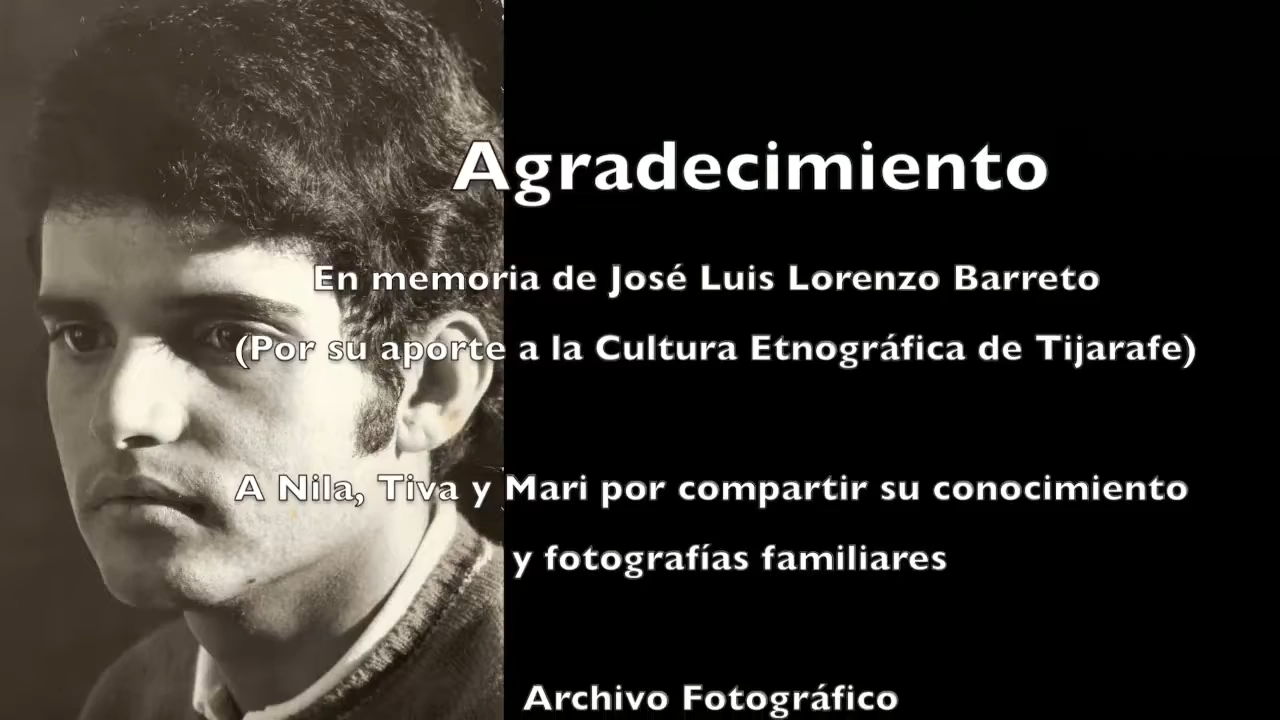 Agradecimiento
En memoria de José Luis Lorenzo Barreto
(Por su aporte a la Cultura Etnográfica de Tijarafe)
A Nila, Tiva y Mari por compartir su conocimiento
y fotografías familiares
Archivo Fotográfico